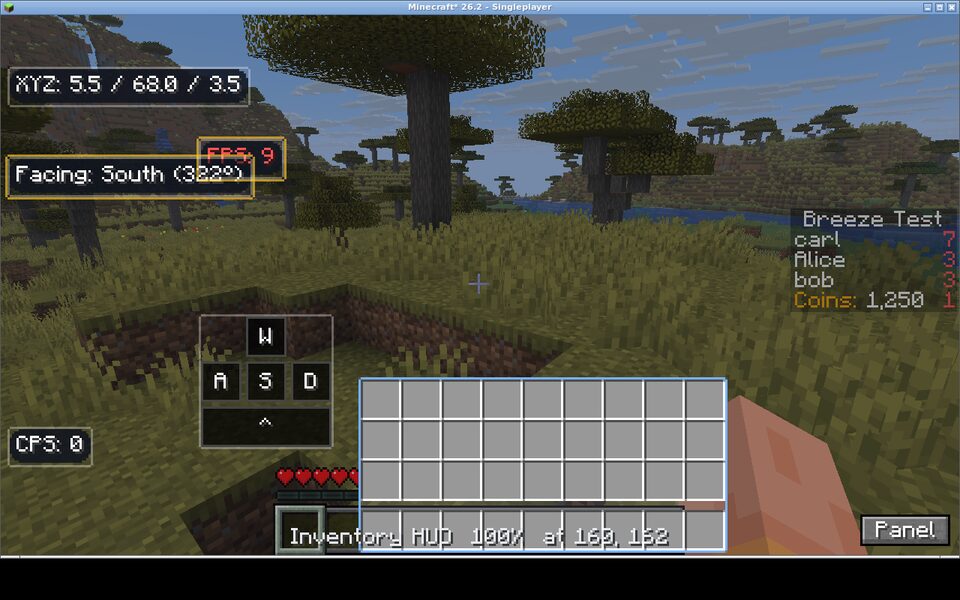 Minecraft* 26.2 - Singleplayer
XYZ: 5.5 / 68.0 / 3.5
FPS: 9
Facing: South (322°)
Breeze Test
carl 7
Alice 3
bob 3
Coins: 1,250 1
W
A S D
^
CPS: 0
Inventory HUD 100% at 160, 162
Panel